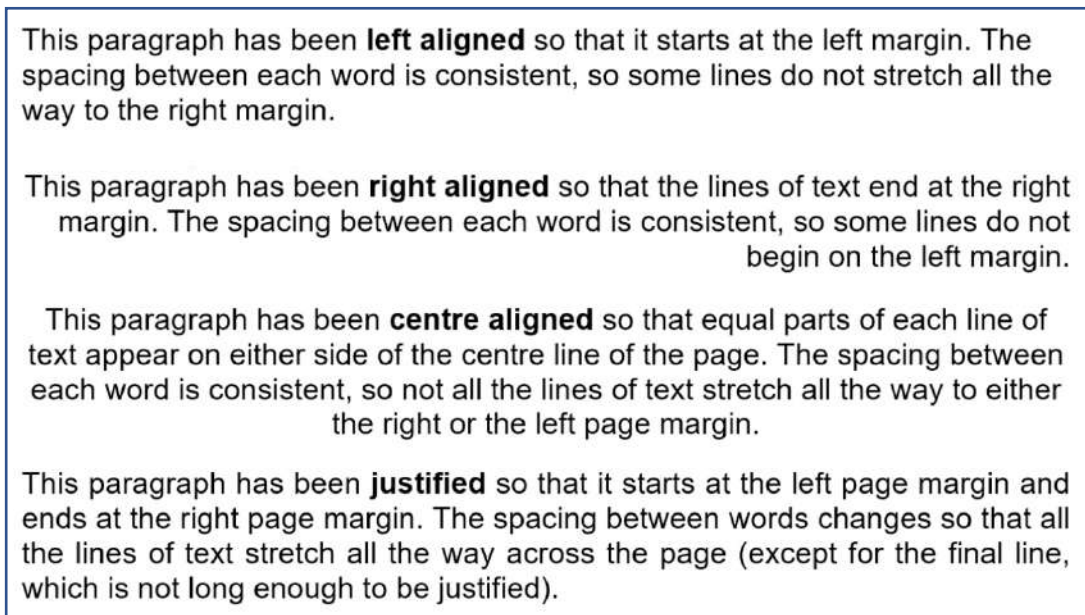 This paragraph has been left aligned so that it starts at the left margin. The
spacing between each word is consistent, so some lines do not stretch all the
way to the right margin.
This paragraph has been right aligned so that the lines of text end at the right
margin. The spacing between each word is consistent, so some lines do not
begin on the left margin.
This paragraph has been centre aligned so that equal parts of each line of
text appear on either side of the centre line of the page. The spacing between
each word is consistent, so not all the lines of text stretch all the way to either
the right or the left page margin.
This paragraph has been justified so that it starts at the left page margin and
ends at the right page margin. The spacing between words changes so that all
the lines of text stretch all the way across the page (except for the final line,
which is not long enough to be justified).